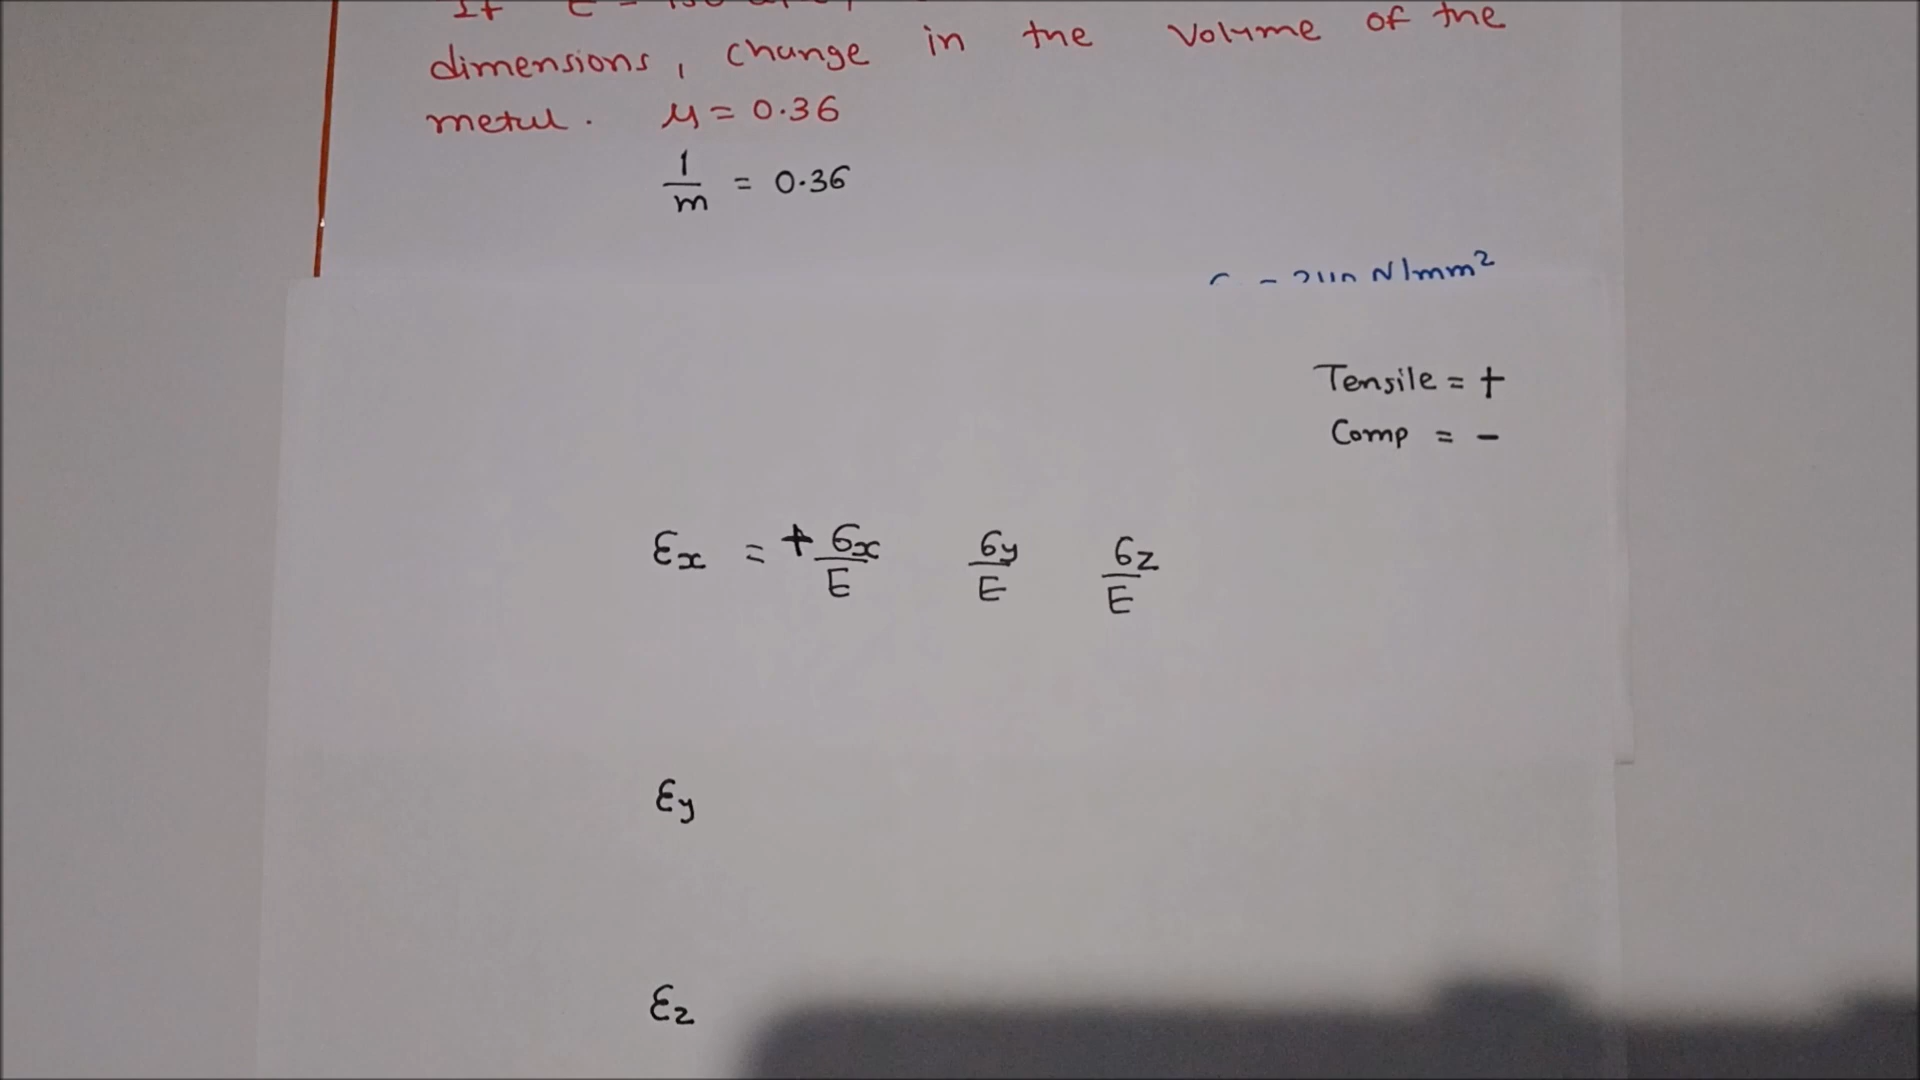 If
dimensions, change in the Volume of the
metal. μ = 0.36
1/m = 0.36
N/mm²
Tensile = +
Comp = -
εx = + σx/E σy/E σz/E
εy
εz